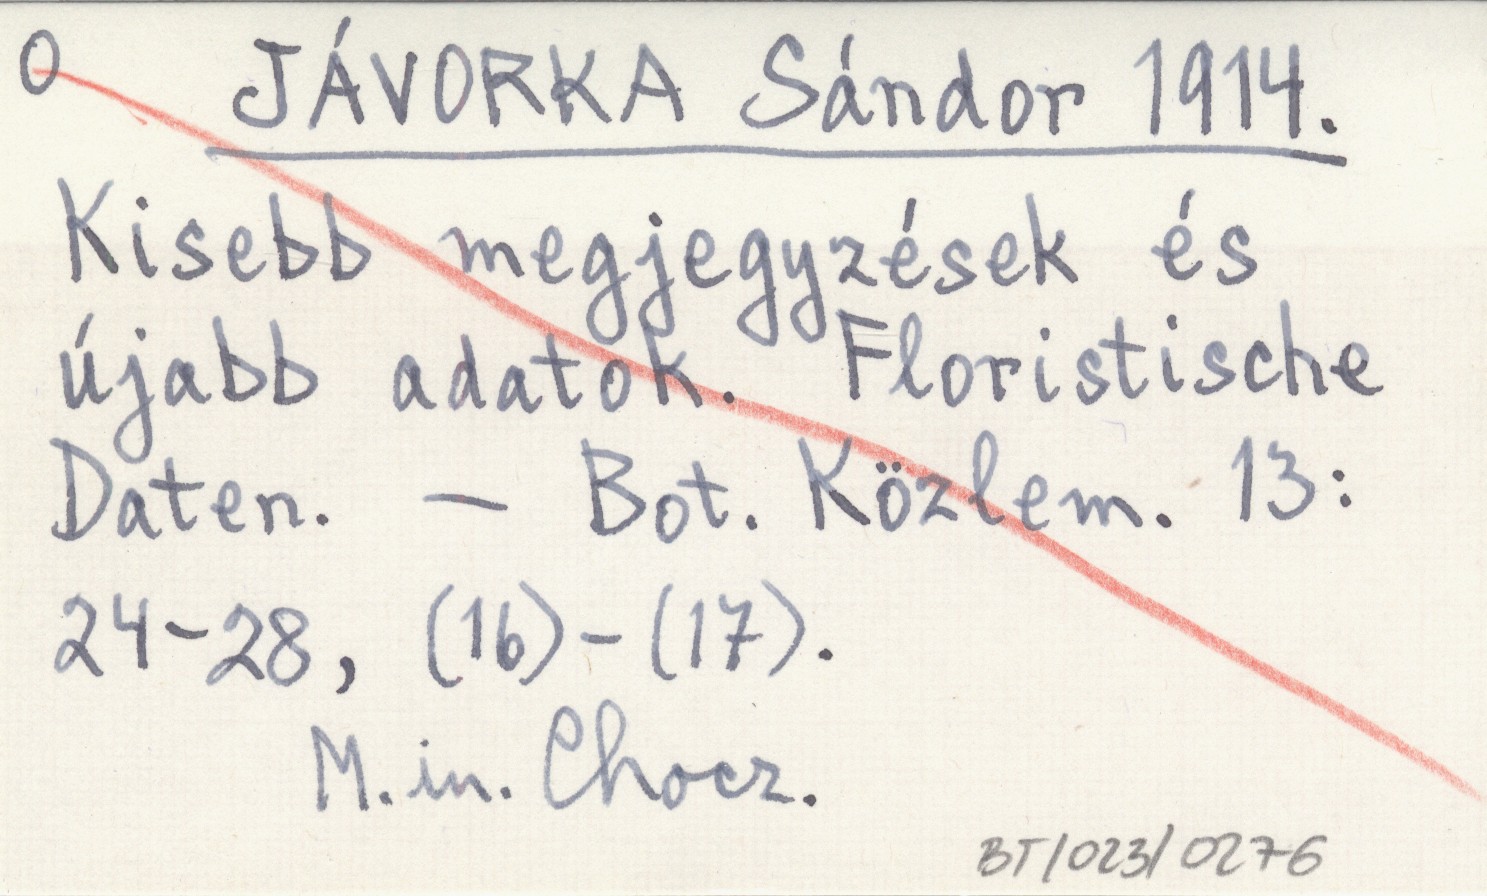 O JÁVORKA Sándor 1914.
Kisebb megjegyzések és
újabb adatok. Floristische
Daten. — Bot. Közlem. 13:
24-28, (16)-(17).
M. in. Chocz.
BT/023/0276